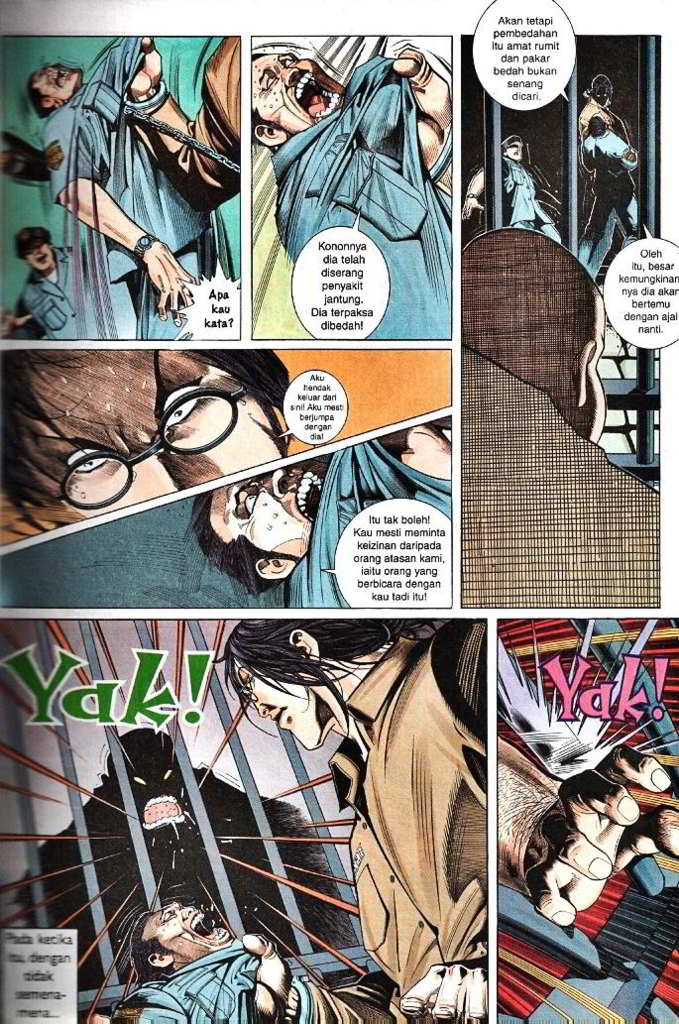 Apa
kau
kata?
Kononnya
dia telah
diserang
penyakit
jantung.
Dia terpaksa
dibedah!
Akan tetapi
pembedahan
itu amat rumit
dan pakar
bedah bukan
senang
dicari.
Oleh
itu, besar
kemungkinan
nya dia akan
bertemu
dengan ajal
nanti.
Aku
hendak
keluar dari
sini! Aku mesti
berjumpa
dengan
dia!
Itu tak boleh!
Kau mesti meminta
keizinan daripada
orang atasan kami,
iaitu orang yang
berbicara dengan
kau tadi itu!
Yak!
Pada ketika
itu, dengan
tidak
semena-
mena...
Yak!